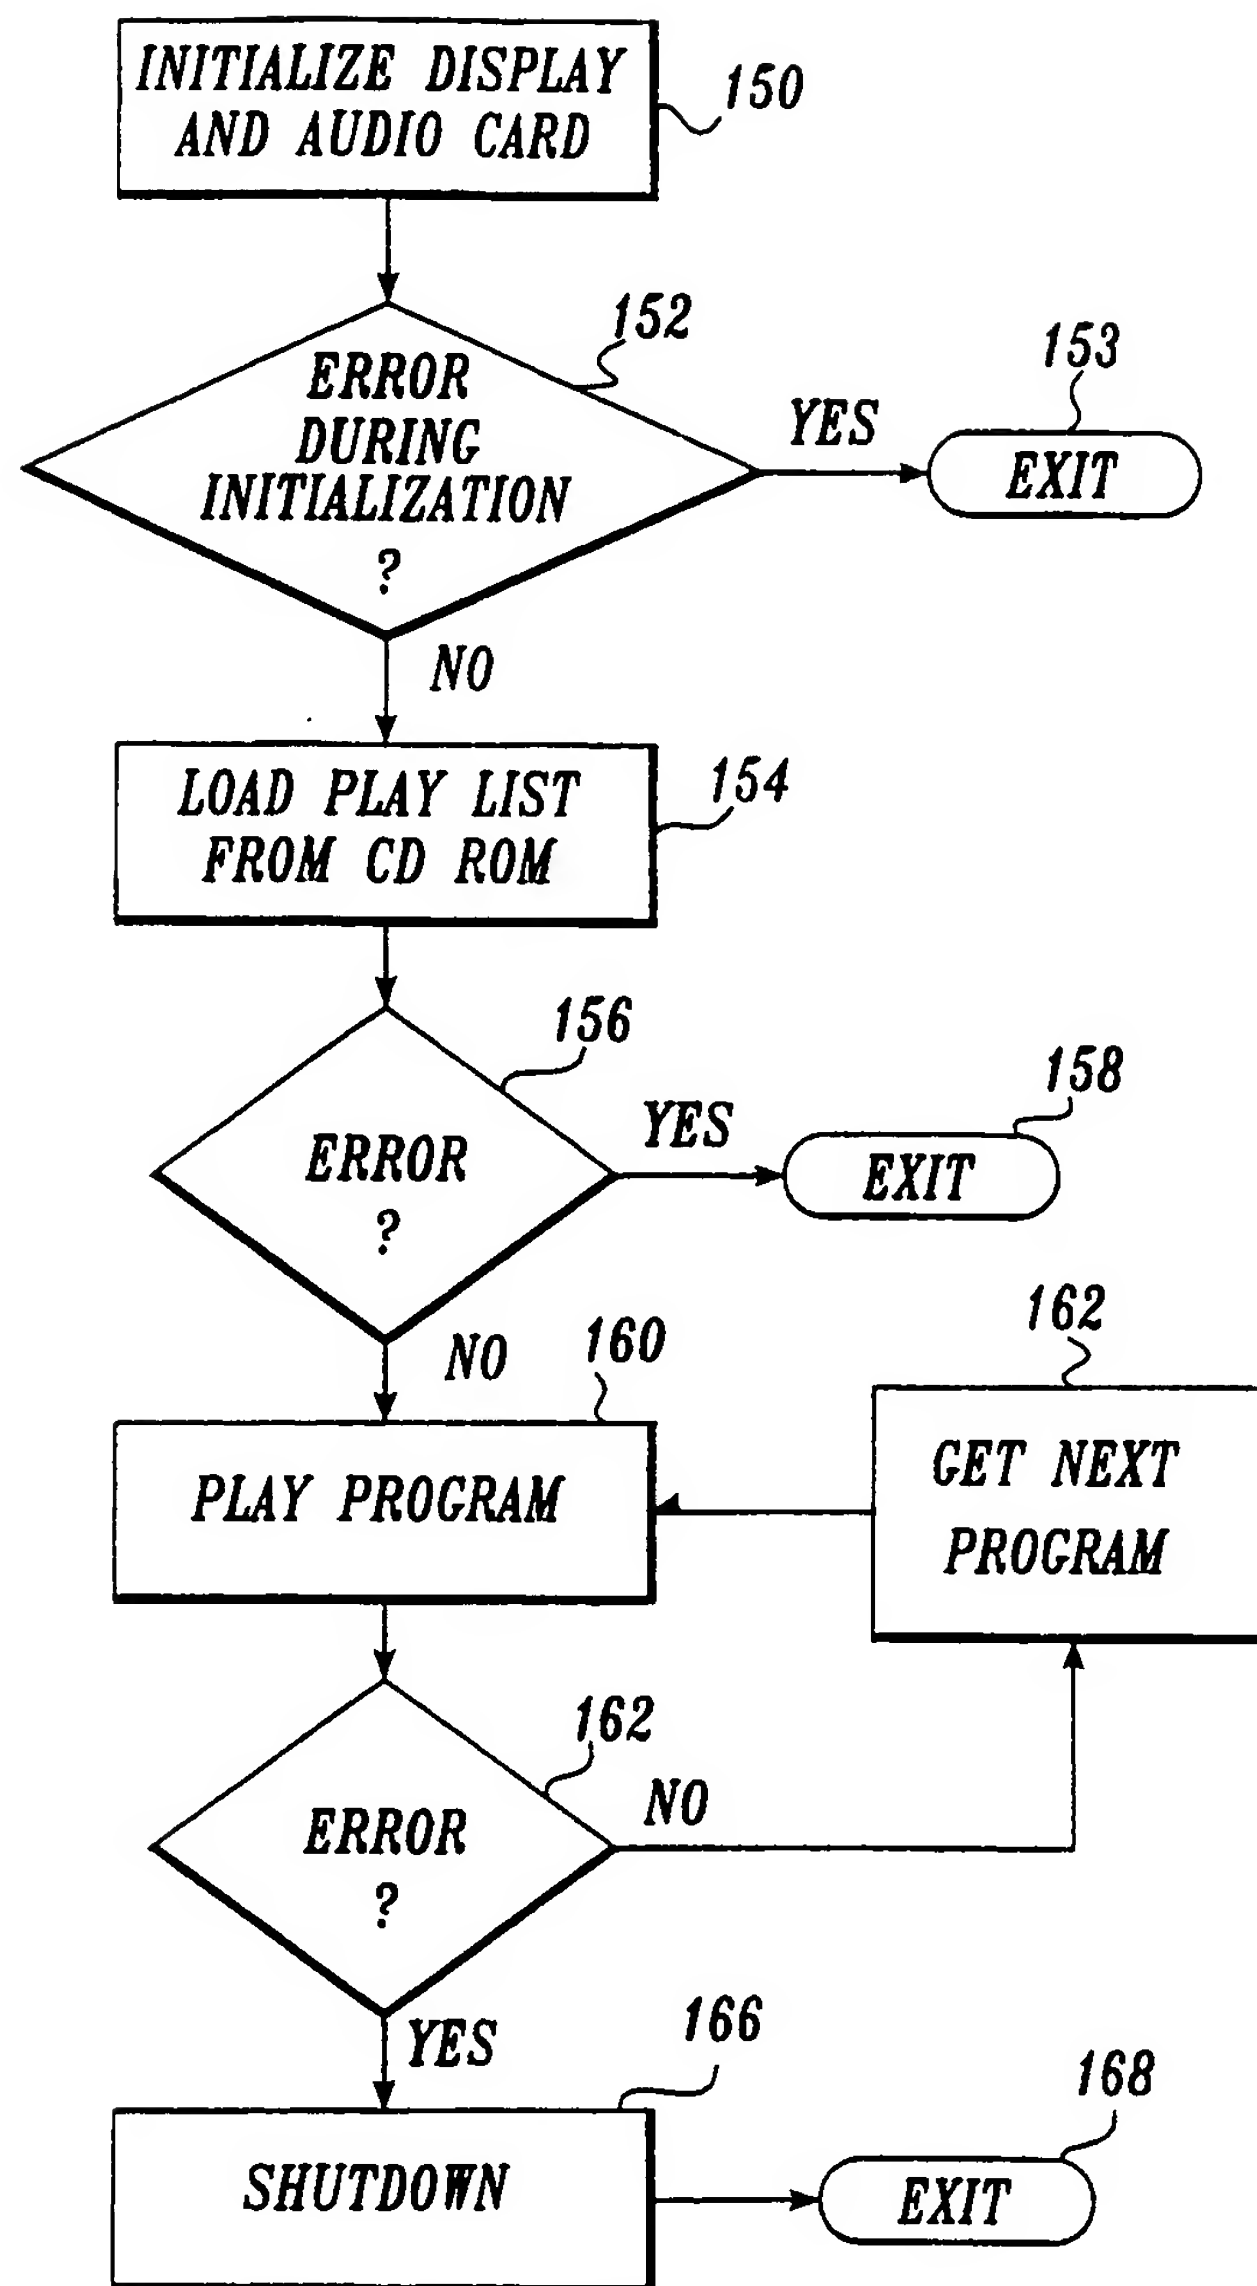 INITIALIZE DISPLAY
AND AUDIO CARD
150
152
ERROR
DURING
INITIALIZATION
?
YES
153
EXIT
NO
LOAD PLAY LIST
FROM CD ROM
154
156
ERROR
?
YES
158
EXIT
NO
160
PLAY PROGRAM
162
GET NEXT
PROGRAM
162
ERROR
?
NO
YES
166
SHUTDOWN
168
EXIT